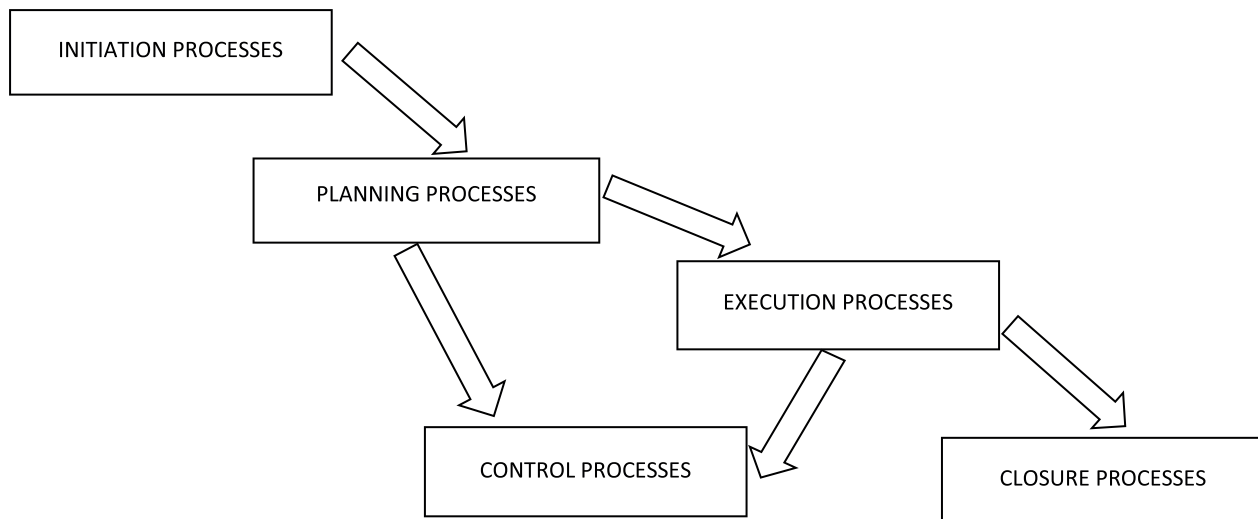 INITIATION PROCESSES
PLANNING PROCESSES
EXECUTION PROCESSES
CONTROL PROCESSES
CLOSURE PROCESSES